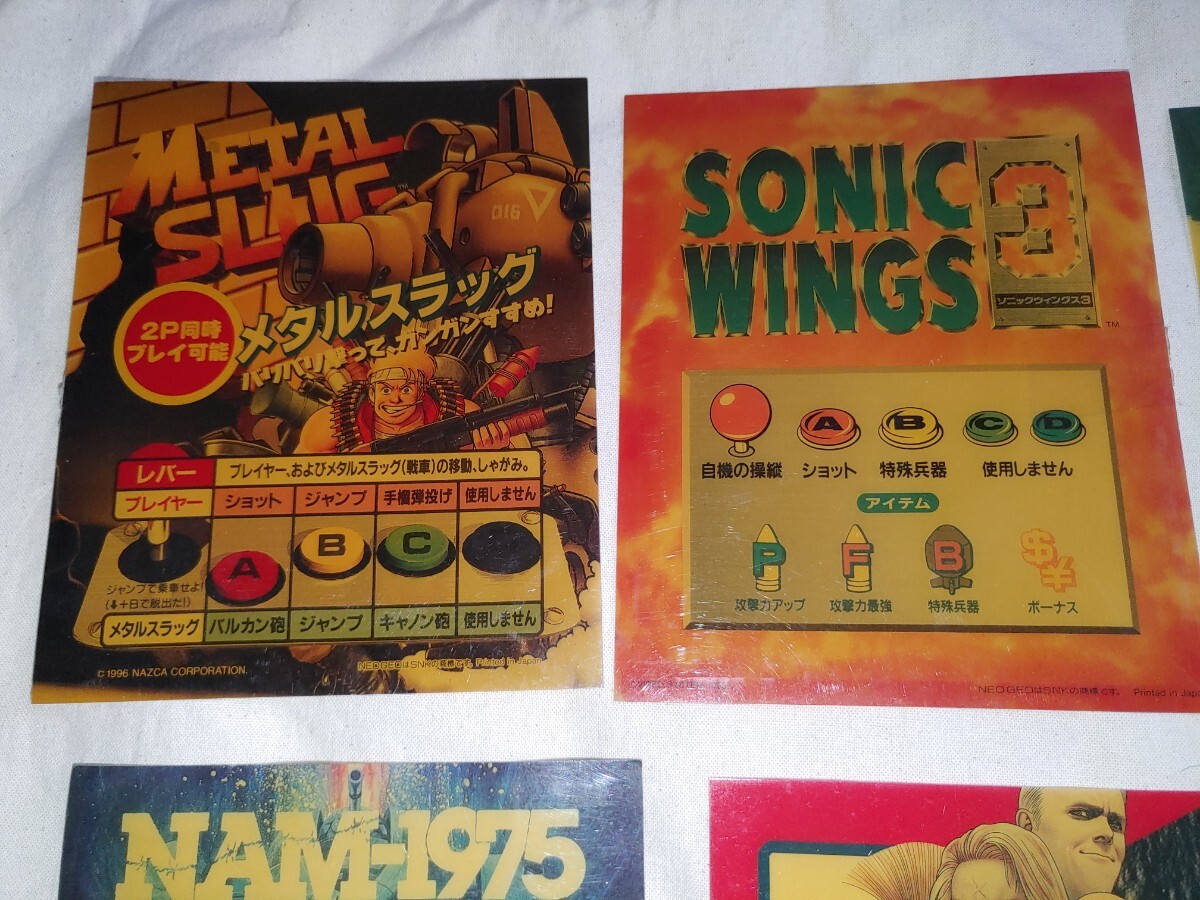 METAL
SLUG
016
メタルスラッグ
バリバリ撃って、ガンガンすすめ!
2P同時
プレイ可能
レバー プレイヤー、およびメタルスラッグ(戦車)の移動、しゃがみ。
プレイヤー ショット ジャンプ 手榴弾投げ 使用しません
A B C
ジャンプで乗車せよ!
(↓+Bで脱出だ!)
メタルスラッグ バルカン砲 ジャンプ キャノン砲 使用しません
©1996 NAZCA CORPORATION.
NEOGEOはSNKの商標です。 Printed in Japan
SONIC
WINGS
3
ソニックウィングス3
TM
A B C D
自機の操縦 ショット 特殊兵器 使用しません
アイテム
P F B $¥
攻撃力アップ 攻撃力最強 特殊兵器 ボーナス
NEOGEOはSNKの商標です。 Printed in Japa
NAM-1975